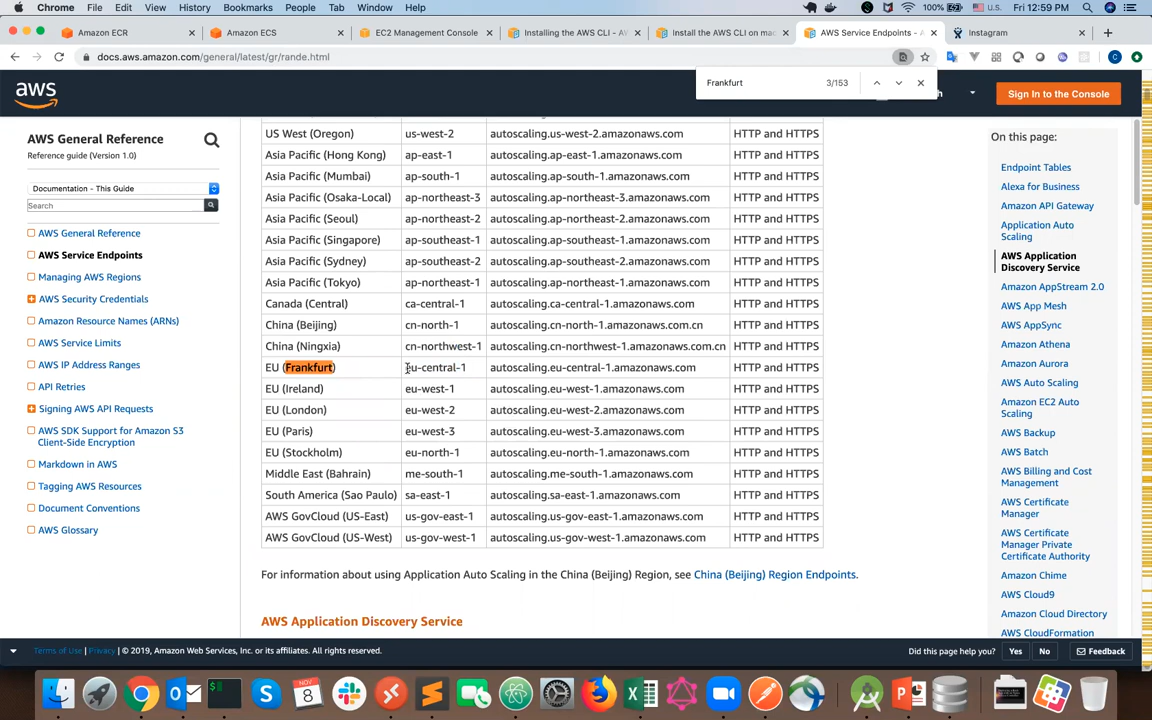 Chrome File Edit View History Bookmarks People Tab Window Help 100% U.S. Fri 12:59 PM
Amazon ECR
Amazon ECS
EC2 Management Console
Installing the AWS CLI - AW
Install the AWS CLI on mac
AWS Service Endpoints - A
Instagram
docs.aws.amazon.com/general/latest/gr/rande.html
Frankfurt 3/153
aws
Sign In to the Console
AWS General Reference
Reference guide (Version 1.0)
Documentation - This Guide
Search
AWS General Reference
AWS Service Endpoints
Managing AWS Regions
AWS Security Credentials
Amazon Resource Names (ARNs)
AWS Service Limits
AWS IP Address Ranges
API Retries
Signing AWS API Requests
AWS SDK Support for Amazon S3
Client-Side Encryption
Markdown in AWS
Tagging AWS Resources
Document Conventions
AWS Glossary
US West (Oregon) us-west-2 autoscaling.us-west-2.amazonaws.com HTTP and HTTPS
Asia Pacific (Hong Kong) ap-east-1 autoscaling.ap-east-1.amazonaws.com HTTP and HTTPS
Asia Pacific (Mumbai) ap-south-1 autoscaling.ap-south-1.amazonaws.com HTTP and HTTPS
Asia Pacific (Osaka-Local) ap-northeast-3 autoscaling.ap-northeast-3.amazonaws.com HTTP and HTTPS
Asia Pacific (Seoul) ap-northeast-2 autoscaling.ap-northeast-2.amazonaws.com HTTP and HTTPS
Asia Pacific (Singapore) ap-southeast-1 autoscaling.ap-southeast-1.amazonaws.com HTTP and HTTPS
Asia Pacific (Sydney) ap-southeast-2 autoscaling.ap-southeast-2.amazonaws.com HTTP and HTTPS
Asia Pacific (Tokyo) ap-northeast-1 autoscaling.ap-northeast-1.amazonaws.com HTTP and HTTPS
Canada (Central) ca-central-1 autoscaling.ca-central-1.amazonaws.com HTTP and HTTPS
China (Beijing) cn-north-1 autoscaling.cn-north-1.amazonaws.com.cn HTTP and HTTPS
China (Ningxia) cn-northwest-1 autoscaling.cn-northwest-1.amazonaws.com.cn HTTP and HTTPS
EU (Frankfurt) eu-central-1 autoscaling.eu-central-1.amazonaws.com HTTP and HTTPS
EU (Ireland) eu-west-1 autoscaling.eu-west-1.amazonaws.com HTTP and HTTPS
EU (London) eu-west-2 autoscaling.eu-west-2.amazonaws.com HTTP and HTTPS
EU (Paris) eu-west-3 autoscaling.eu-west-3.amazonaws.com HTTP and HTTPS
EU (Stockholm) eu-north-1 autoscaling.eu-north-1.amazonaws.com HTTP and HTTPS
Middle East (Bahrain) me-south-1 autoscaling.me-south-1.amazonaws.com HTTP and HTTPS
South America (Sao Paulo) sa-east-1 autoscaling.sa-east-1.amazonaws.com HTTP and HTTPS
AWS GovCloud (US-East) us-gov-east-1 autoscaling.us-gov-east-1.amazonaws.com HTTP and HTTPS
AWS GovCloud (US-West) us-gov-west-1 autoscaling.us-gov-west-1.amazonaws.com HTTP and HTTPS
For information about using Application Auto Scaling in the China (Beijing) Region, see China (Beijing) Region Endpoints.
AWS Application Discovery Service
On this page:
Endpoint Tables
Alexa for Business
Amazon API Gateway
Application Auto
Scaling
AWS Application
Discovery Service
Amazon AppStream 2.0
AWS App Mesh
AWS AppSync
Amazon Athena
Amazon Aurora
AWS Auto Scaling
Amazon EC2 Auto
Scaling
AWS Backup
AWS Batch
AWS Billing and Cost
Management
AWS Certificate
Manager
AWS Certificate
Manager Private
Certificate Authority
Amazon Chime
AWS Cloud9
Amazon Cloud Directory
AWS CloudFormation
Terms of Use | Privacy | © 2019, Amazon Web Services, Inc. or its affiliates. All rights reserved.
Did this page help you? Yes No Feedback
NOV
8